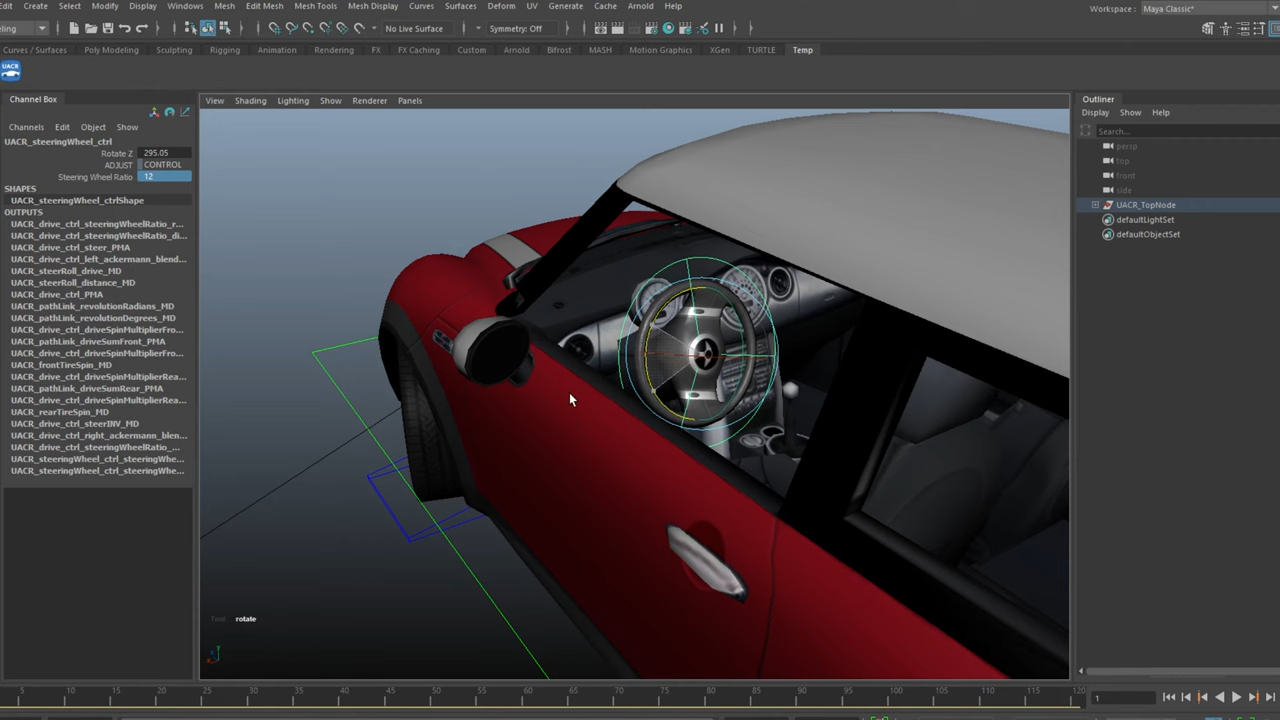 Edit Create Select Modify Display Windows Mesh Edit Mesh Mesh Tools Mesh Display Curves Surfaces Deform UV Generate Cache Arnold Help
Workspace : Maya Classic*
No Live Surface Symmetry: Off
Curves / Surfaces Poly Modeling Sculpting Rigging Animation Rendering FX FX Caching Custom Arnold Bifrost MASH Motion Graphics XGen TURTLE Temp
UACR
Channel Box
Channels Edit Object Show
UACR_steeringWheel_ctrl
Rotate Z 295.05
ADJUST CONTROL
Steering Wheel Ratio 12
SHAPES
UACR_steeringWheel_ctrlShape
OUTPUTS
UACR_drive_ctrl_steeringWheelRatio_r...
UACR_drive_ctrl_steeringWheelRatio_di...
UACR_drive_ctrl_steer_PMA
UACR_drive_ctrl_left_ackermann_blend...
UACR_steerRoll_drive_MD
UACR_steerRoll_distance_MD
UACR_drive_ctrl_PMA
UACR_pathLink_revolutionRadians_MD
UACR_pathLink_revolutionDegrees_MD
UACR_drive_ctrl_driveSpinMultiplierFro...
UACR_pathLink_driveSumFront_PMA
UACR_drive_ctrl_driveSpinMultiplierFro...
UACR_frontTireSpin_MD
UACR_drive_ctrl_driveSpinMultiplierRea...
UACR_pathLink_driveSumRear_PMA
UACR_drive_ctrl_driveSpinMultiplierRea...
UACR_rearTireSpin_MD
UACR_drive_ctrl_steerINV_MD
UACR_drive_ctrl_right_ackermann_blen...
UACR_drive_ctrl_steeringWheelRatio_...
UACR_steeringWheel_ctrl_steeringWhe...
UACR_steeringWheel_ctrl_steeringWhe...
View Shading Lighting Show Renderer Panels
Tool: rotate
Outliner
Display Show Help
Search...
persp
top
front
side
UACR_TopNode
defaultLightSet
defaultObjectSet
5 10 15 20 25 30 35 40 45 50 55 60 65 70 75 80 85 90 95 100 105 110 115 120
1